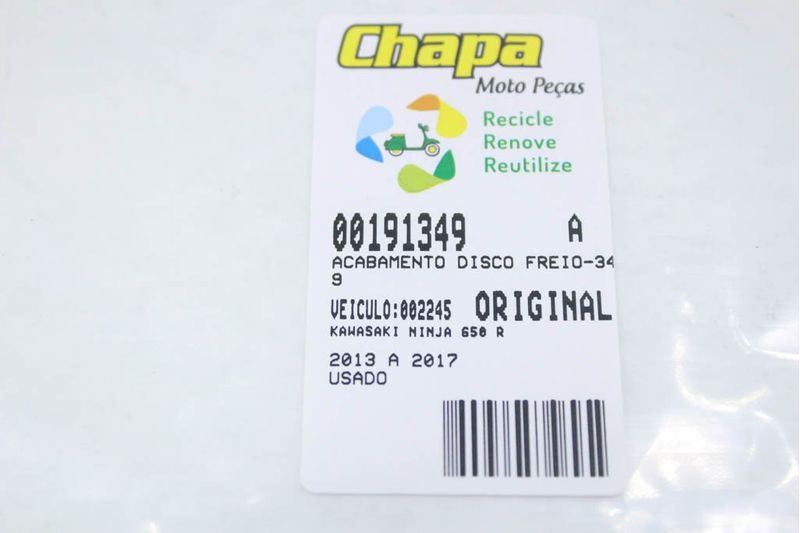 Chapa
Moto Peças
Recicle
Renove
Reutilize
00191349 A
ACABAMENTO DISCO FREIO-34
9
VEICULO:002245 ORIGINAL
KAWASAKI NINJA 650 R
2013 A 2017
USADO